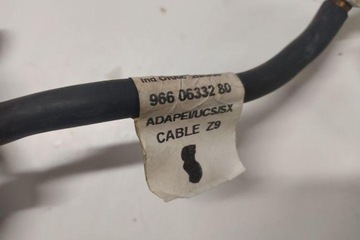 966 06332 80
ADAPEI/UCS/SX
CABLE Z9